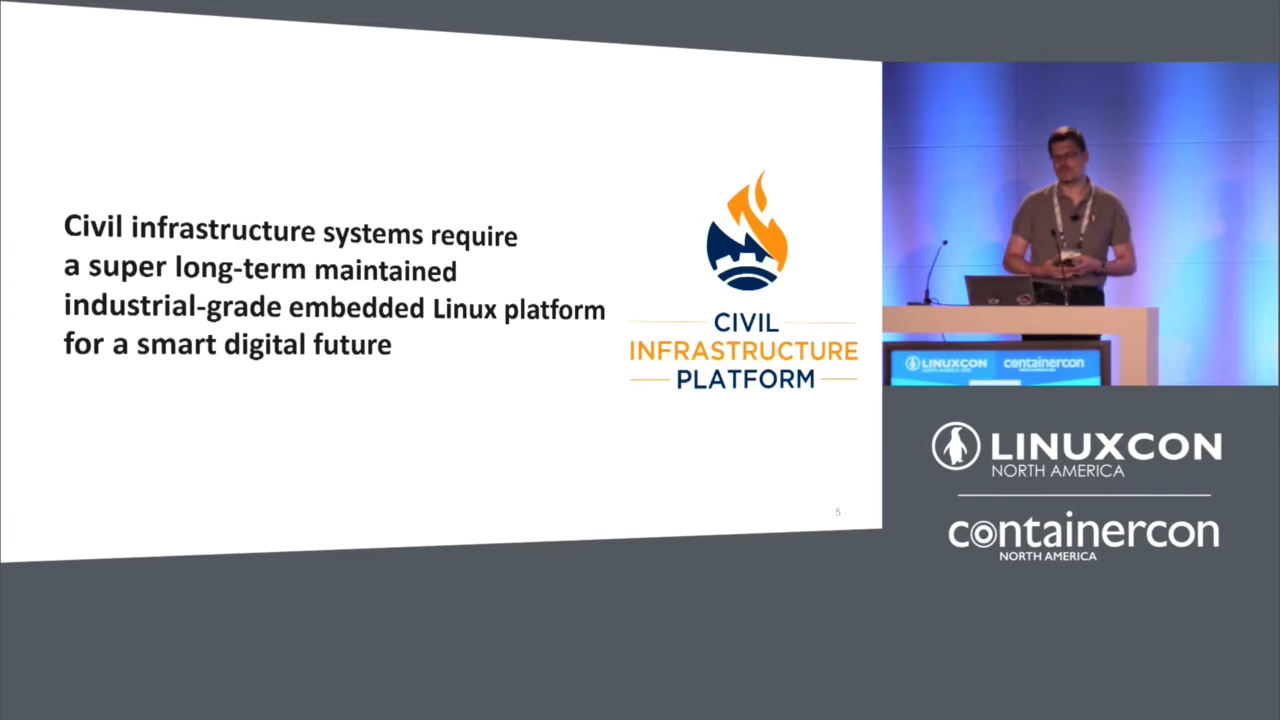 Civil infrastructure systems require
a super long-term maintained
industrial-grade embedded Linux platform
for a smart digital future
CIVIL
INFRASTRUCTURE
PLATFORM
5
LINUXCON
containercon
LINUXCON
NORTH AMERICA
containercon
NORTH AMERICA